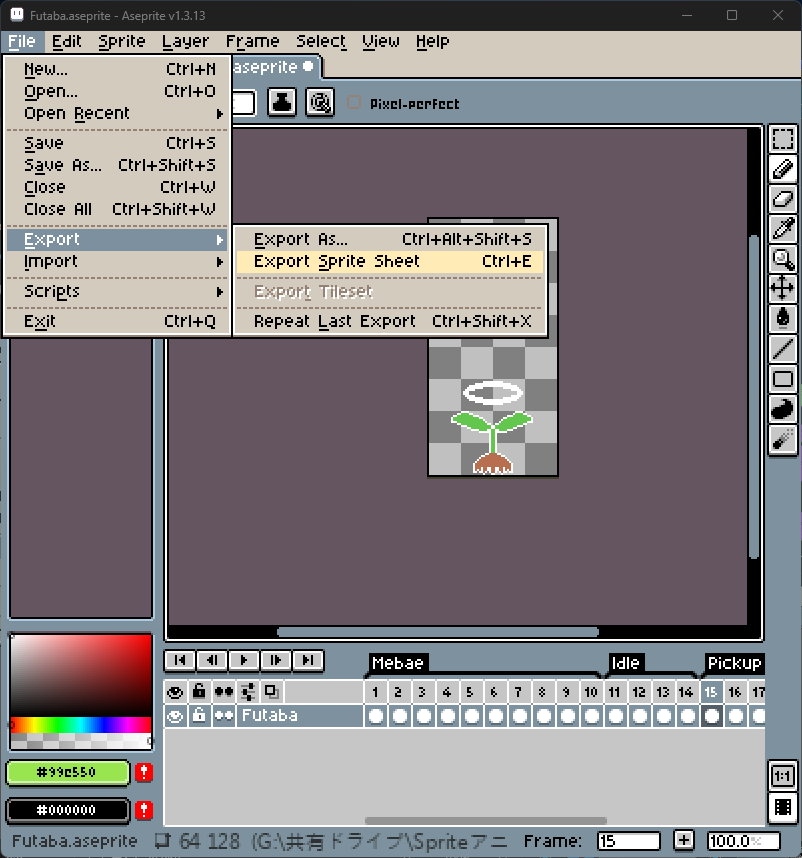 Futaba.aseprite - Aseprite v1.3.13
File Edit Sprite Layer Frame Select View Help
.aseprite
New... Ctrl+N
Open... Ctrl+O
Open Recent
Pixel-perfect
Save Ctrl+S
Save As... Ctrl+Shift+S
Close Ctrl+W
Close All Ctrl+Shift+W
Export
Import
Scripts
Exit Ctrl+Q
Export As... Ctrl+Alt+Shift+S
Export Sprite Sheet Ctrl+E
Export Tileset
Repeat Last Export Ctrl+Shift+X
Mebae Idle Pickup
1 2 3 4 5 6 7 8 9 10 11 12 13 14 15 16 17
Futaba
#99e550
#000000
1:1
Futaba.aseprite 64 128 (G:\共有ドライブ\Spriteアニ Frame: 15 + 100.0%